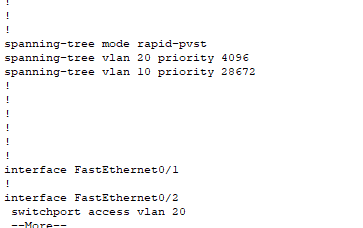 !
!
!
spanning-tree mode rapid-pvst
spanning-tree vlan 20 priority 4096
spanning-tree vlan 10 priority 28672
!
!
!
!
!
!
interface FastEthernet0/1
!
interface FastEthernet0/2
 switchport access vlan 20
 --More--